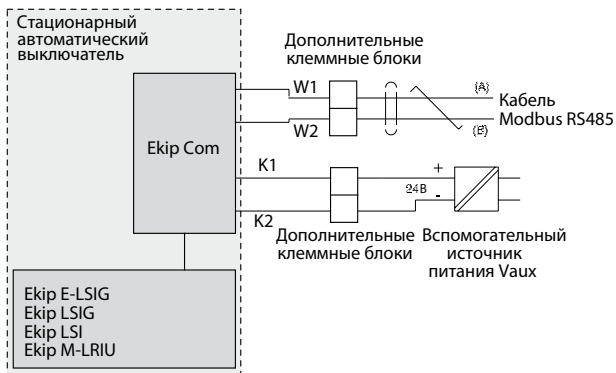 Стационарный
автоматический
выключатель
Дополнительные
клеммные блоки
W1
(A)
Кабель
Modbus RS485
W2
(B)
Ekip Com
K1
+
24В
-
K2
Дополнительные
клеммные блоки
Вспомогательный
источник
питания Vaux
Ekip E-LSIG
Ekip LSIG
Ekip LSI
Ekip M-LRIU